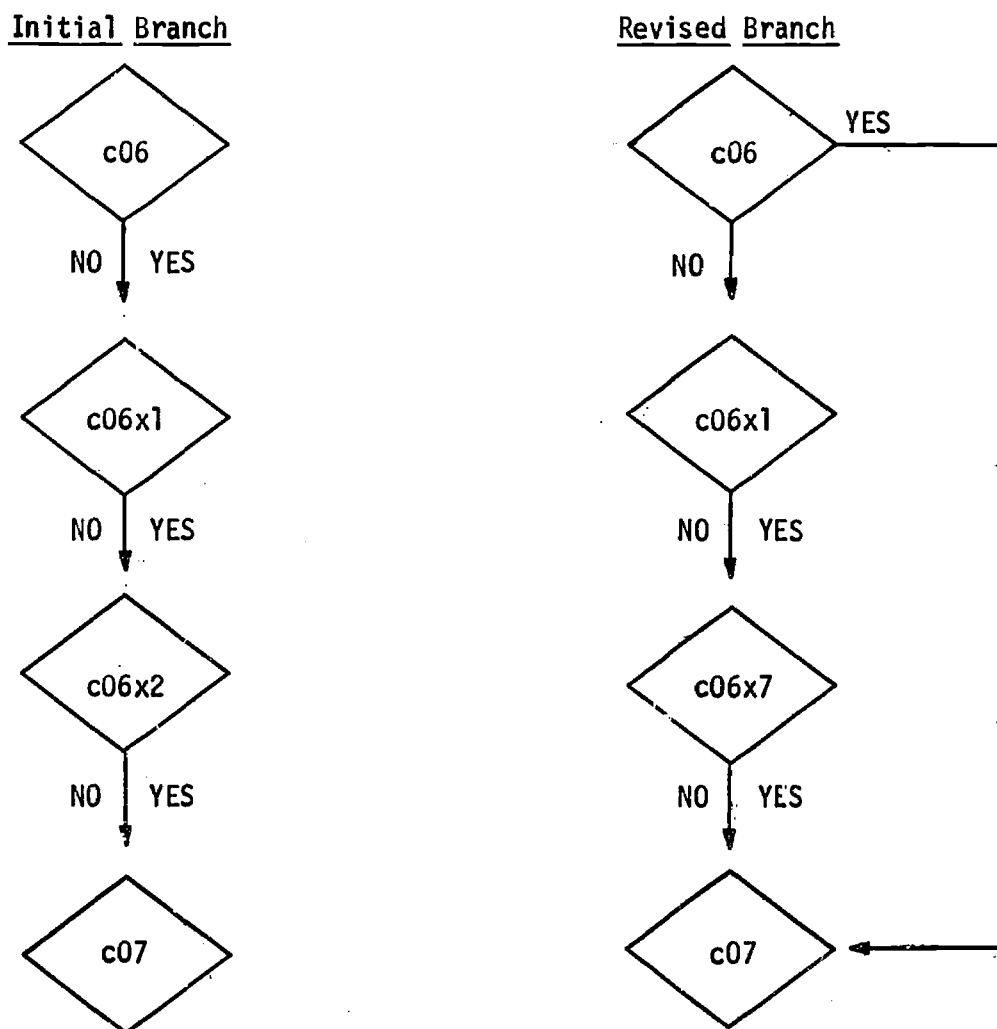 Initial Branch
c06
NO YES
c06x1
NO YES
c06x2
NO YES
c07
Revised Branch
c06
YES
NO
c06x1
NO YES
c06x7
NO YES
c07